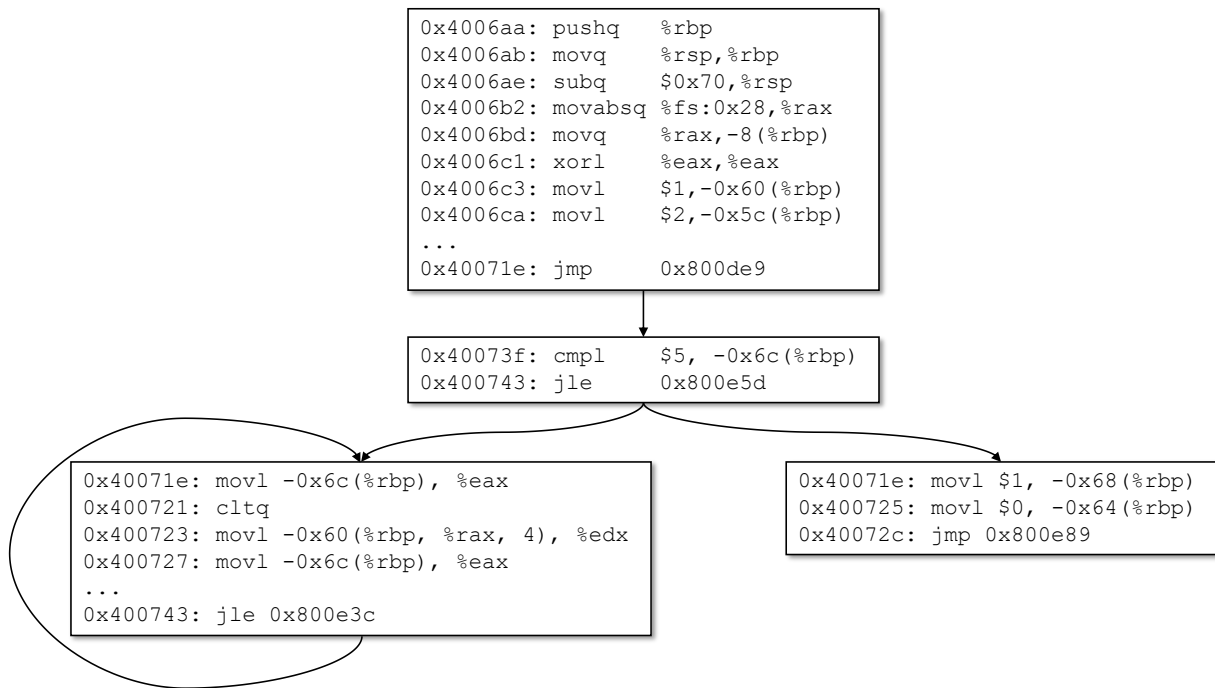 0x4006aa: pushq %rbp
0x4006ab: movq %rsp,%rbp
0x4006ae: subq $0x70,%rsp
0x4006b2: movabsq %fs:0x28,%rax
0x4006bd: movq %rax,-8(%rbp)
0x4006c1: xorl %eax,%eax
0x4006c3: movl $1,-0x60(%rbp)
0x4006ca: movl $2,-0x5c(%rbp)
...
0x40071e: jmp 0x800de9
0x40073f: cmpl $5, -0x6c(%rbp)
0x400743: jle 0x800e5d
0x40071e: movl -0x6c(%rbp), %eax
0x400721: cltq
0x400723: movl -0x60(%rbp, %rax, 4), %edx
0x400727: movl -0x6c(%rbp), %eax
...
0x400743: jle 0x800e3c
0x40071e: movl $1, -0x68(%rbp)
0x400725: movl $0, -0x64(%rbp)
0x40072c: jmp 0x800e89